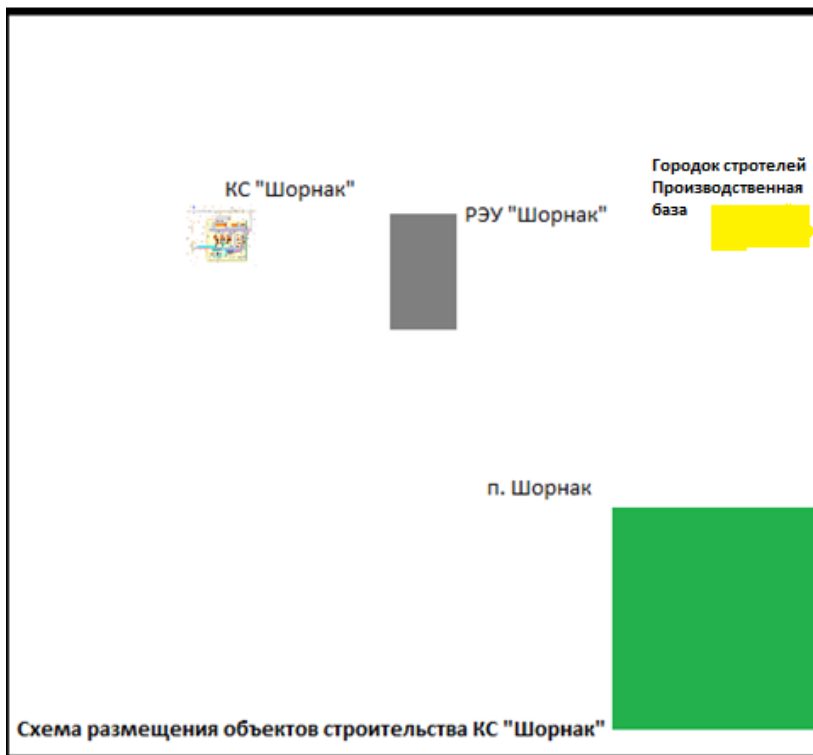 КС "Шорнак"
РЭУ "Шорнак"
Городок стротелей
Производственная
база
п. Шорнак
Схема размещения объектов строительства КС "Шорнак"